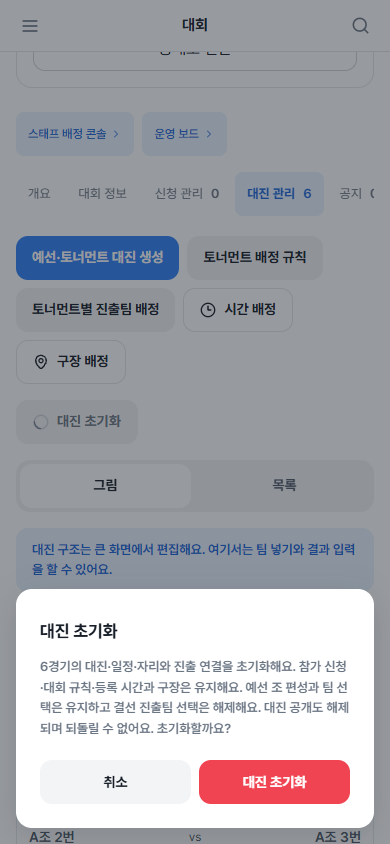 대회
스태프 배정 콘솔
운영 보드
개요 대회 정보 신청 관리 0 대진 관리 6 공지
예선·토너먼트 대진 생성
토너먼트 배정 규칙
토너먼트별 진출팀 배정
시간 배정
구장 배정
대진 초기화
그림
목록
대진 구조는 큰 화면에서 편집해요. 여기서는 팀 넣기와 결과 입력
을 할 수 있어요.
대진 초기화
6경기의 대진·일정·자리와 진출 연결을 초기화해요. 참가 신청
·대회 규칙·등록 시간과 구장은 유지해요. 예선 조 편성과 팀 선
택은 유지하고 결선 진출팀 선택은 해제해요. 대진 공개도 해제
되며 되돌릴 수 없어요. 초기화할까요?
취소
대진 초기화
A조 2번 vs A조 3번